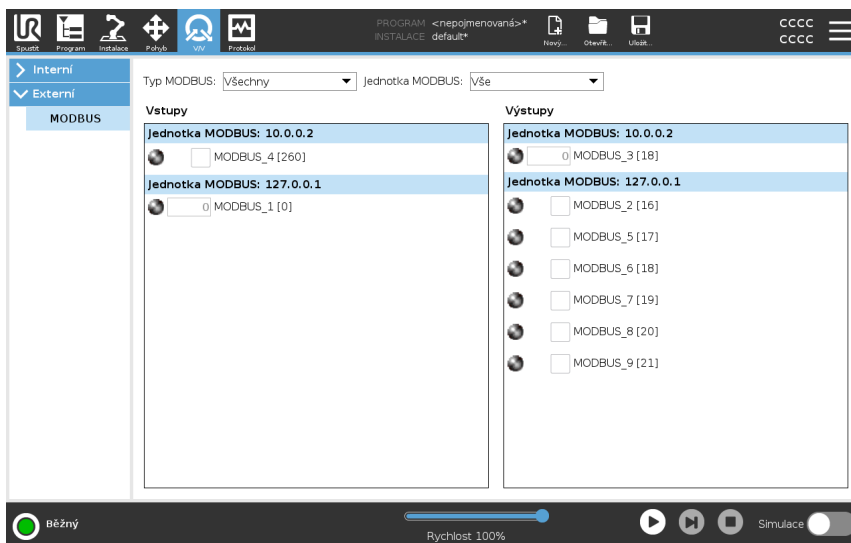 PROGRAM <nepojmenovaná>*
INSTALACE default*
CCCC
CCCC
Spustit Program Instalace Pohyb V/V Protokol Nový... Otevřít... Uložit...
Interní
Externí
MODBUS
Typ MODBUS: Všechny Jednotka MODBUS: Vše
Vstupy
Jednotka MODBUS: 10.0.0.2
MODBUS_4 [260]
Jednotka MODBUS: 127.0.0.1
0 MODBUS_1 [0]
Výstupy
Jednotka MODBUS: 10.0.0.2
0 MODBUS_3 [18]
Jednotka MODBUS: 127.0.0.1
MODBUS_2 [16]
MODBUS_5 [17]
MODBUS_6 [18]
MODBUS_7 [19]
MODBUS_8 [20]
MODBUS_9 [21]
Běžný
Rychlost 100%
Simulace